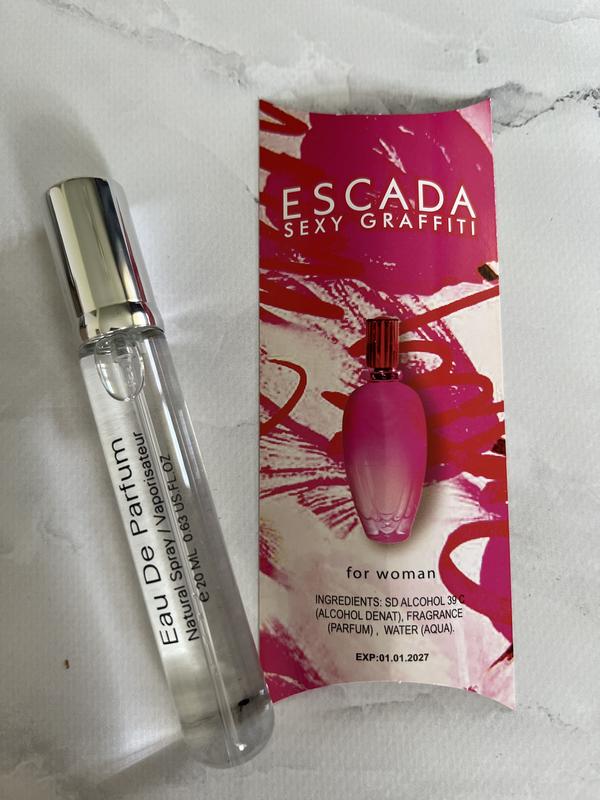 Eau De Parfum
Natural Spray / Vaporisateur
e 20 ML 0.63 US.FL.OZ
ESCADA
SEXY GRAFFITI
for woman
INGREDIENTS: SD ALCOHOL 39 C
(ALCOHOL DENAT), FRAGRANCE
(PARFUM) , WATER (AQUA).
EXP:01.01.2027